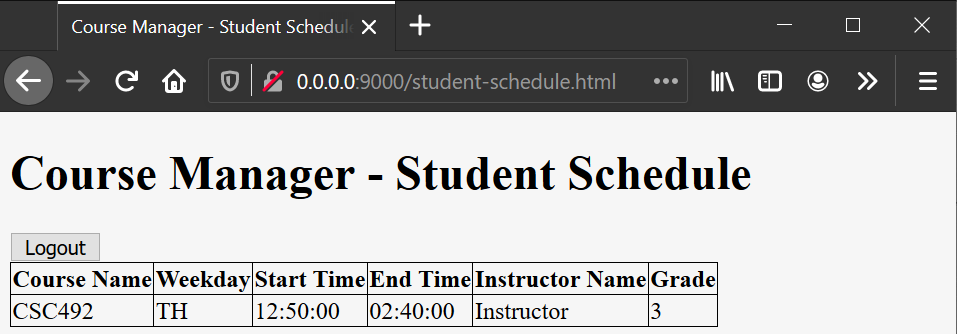 Course Manager - Student Schedule
0.0.0.0:9000/student-schedule.html
Course Manager - Student Schedule
Logout
Course Name Weekday Start Time End Time Instructor Name Grade
CSC492 TH 12:50:00 02:40:00 Instructor 3